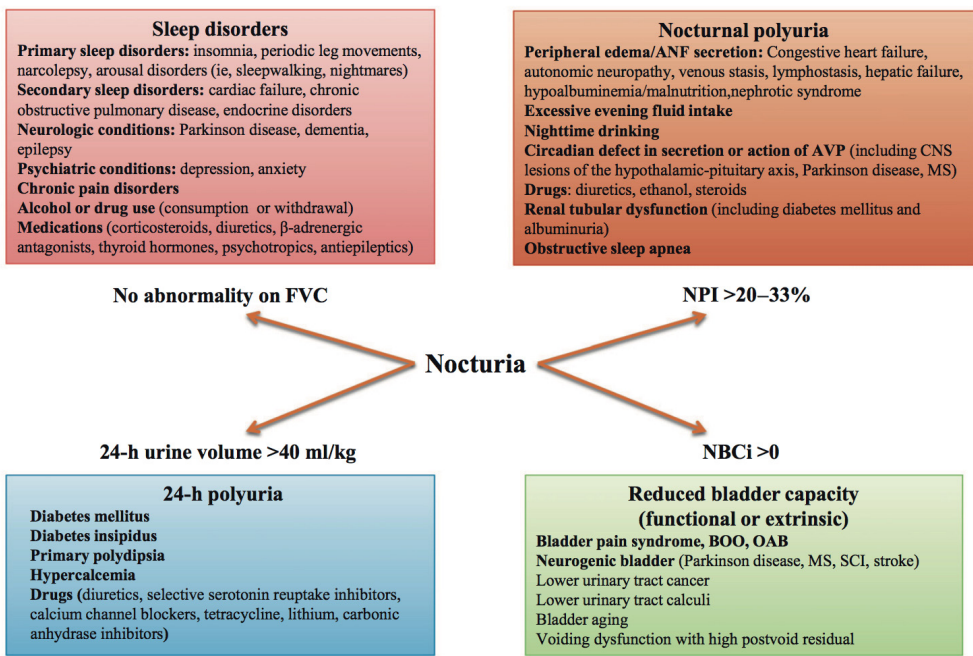 Sleep disorders
Primary sleep disorders: insomnia, periodic leg movements,
narcolepsy, arousal disorders (ie, sleepwalking, nightmares)
Secondary sleep disorders: cardiac failure, chronic
obstructive pulmonary disease, endocrine disorders
Neurologic conditions: Parkinson disease, dementia,
epilepsy
Psychiatric conditions: depression, anxiety
Chronic pain disorders
Alcohol or drug use (consumption or withdrawal)
Medications (corticosteroids, diuretics, β-adrenergic
antagonists, thyroid hormones, psychotropics, antiepileptics)
Nocturnal polyuria
Peripheral edema/ANF secretion: Congestive heart failure,
autonomic neuropathy, venous stasis, lymphostasis, hepatic failure,
hypoalbuminemia/malnutrition,nephrotic syndrome
Excessive evening fluid intake
Nighttime drinking
Circadian defect in secretion or action of AVP (including CNS
lesions of the hypothalamic-pituitary axis, Parkinson disease, MS)
Drugs: diuretics, ethanol, steroids
Renal tubular dysfunction (including diabetes mellitus and
albuminuria)
Obstructive sleep apnea
No abnormality on FVC
NPI >20–33%
Nocturia
24-h urine volume >40 ml/kg
NBCi >0
24-h polyuria
Diabetes mellitus
Diabetes insipidus
Primary polydipsia
Hypercalcemia
Drugs (diuretics, selective serotonin reuptake inhibitors,
calcium channel blockers, tetracycline, lithium, carbonic
anhydrase inhibitors)
Reduced bladder capacity
(functional or extrinsic)
Bladder pain syndrome, BOO, OAB
Neurogenic bladder (Parkinson disease, MS, SCI, stroke)
Lower urinary tract cancer
Lower urinary tract calculi
Bladder aging
Voiding dysfunction with high postvoid residual